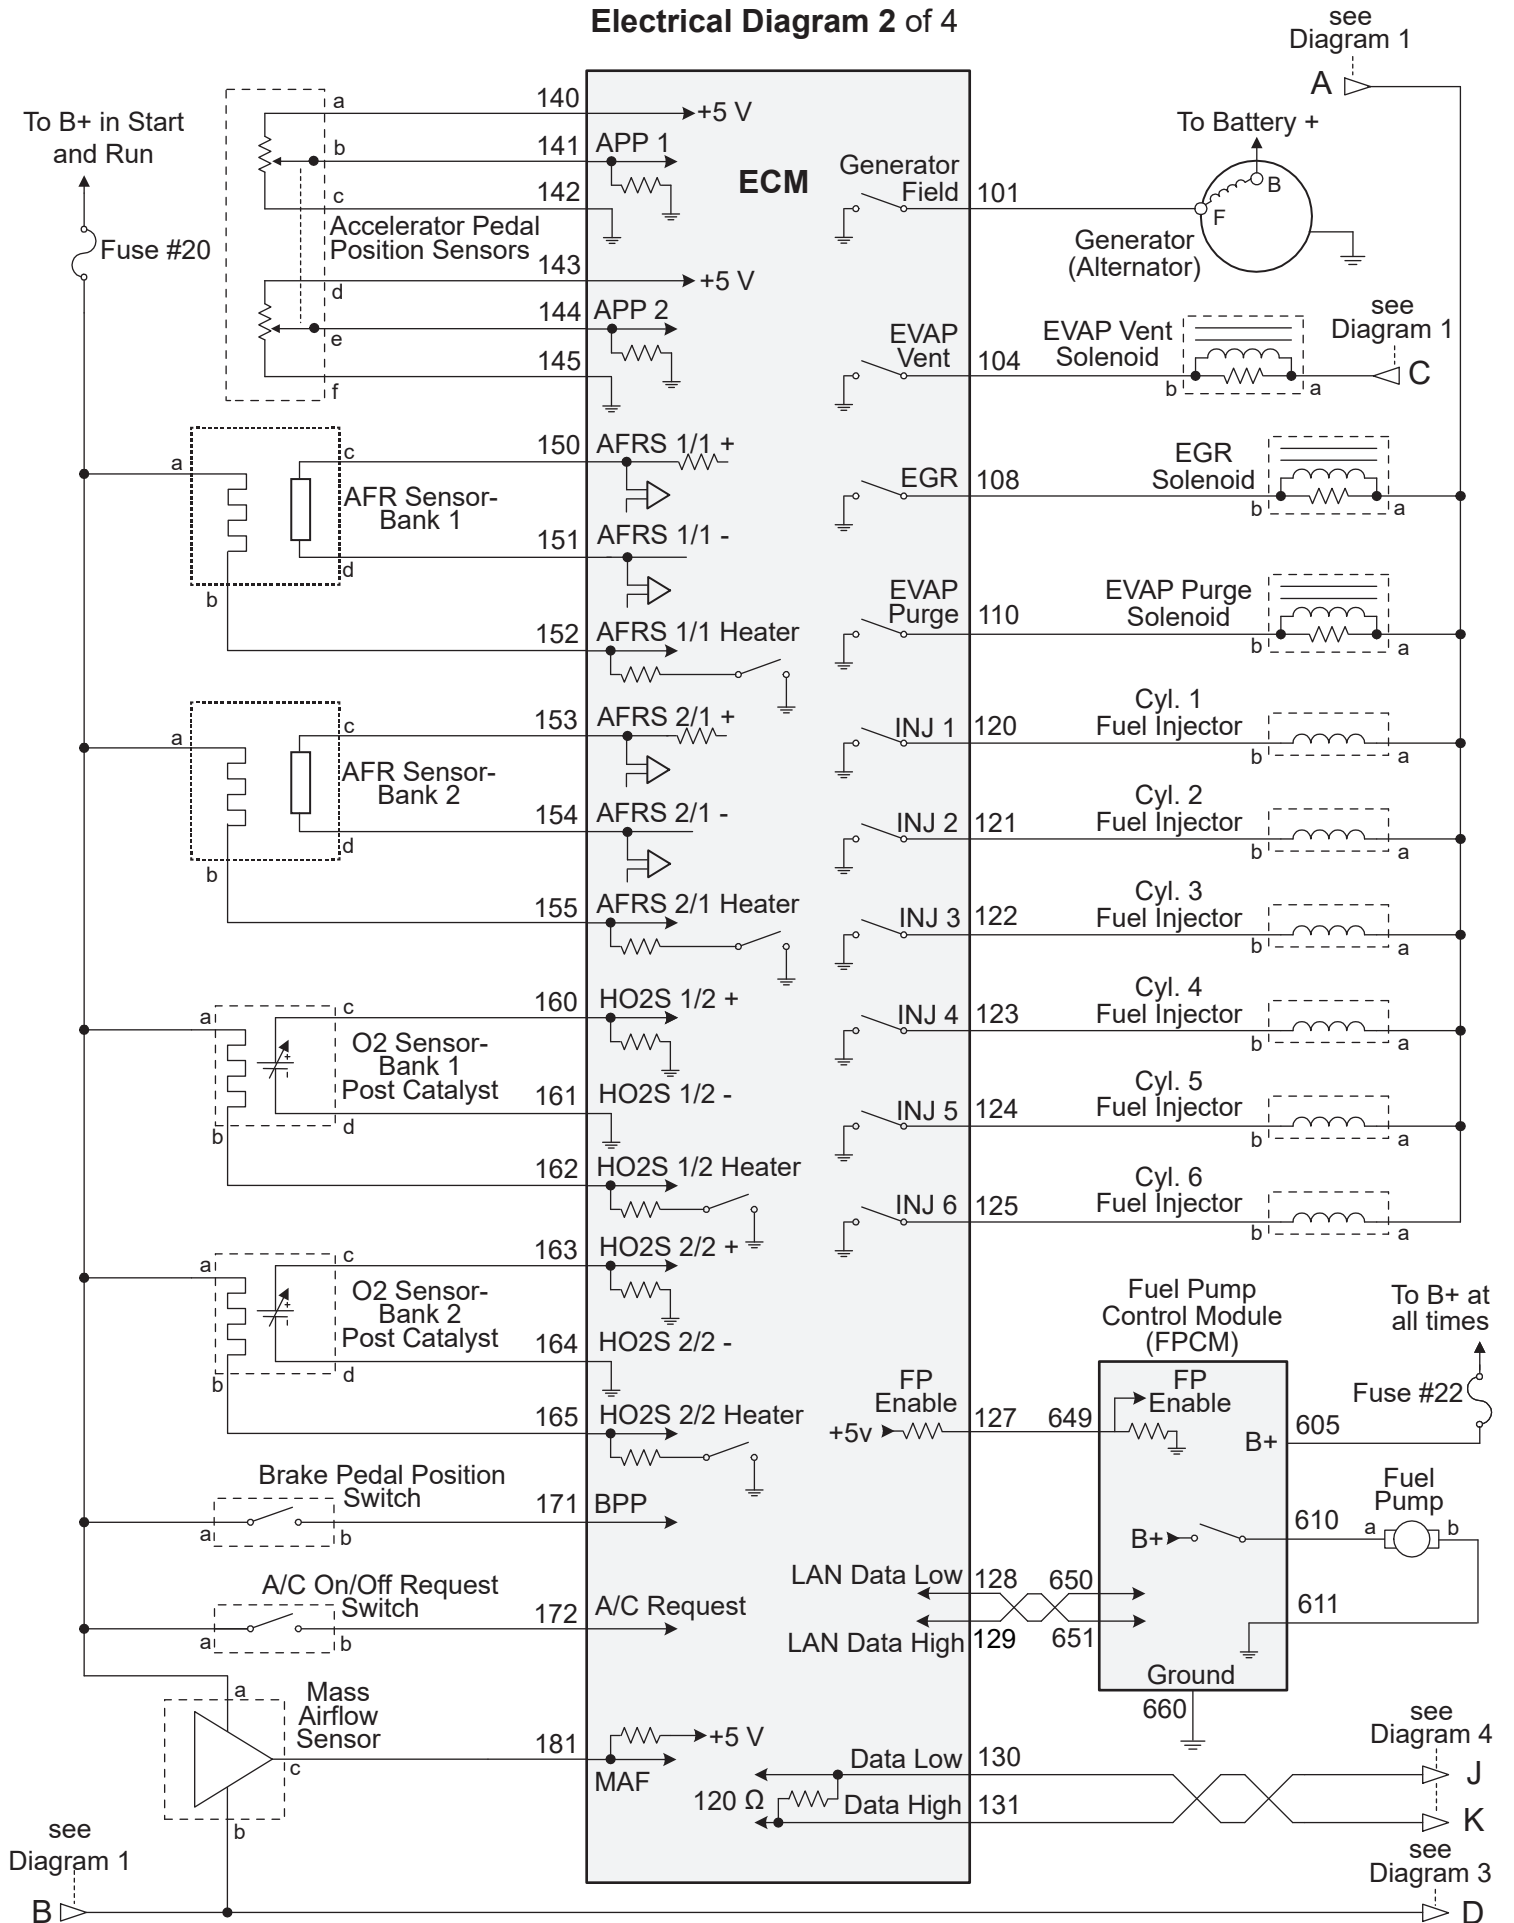 Electrical Diagram 2 of 4
see
Diagram 1
A
To B+ in Start
and Run
Fuse #20
a
b
c
Accelerator Pedal
Position Sensors
d
e
f
140
+5 V
141
APP 1
142
143
+5 V
144
APP 2
145
ECM
a
c
AFR Sensor-
Bank 1
d
b
150
AFRS 1/1 +
151
AFRS 1/1 -
152
AFRS 1/1 Heater
a
c
AFR Sensor-
Bank 2
d
b
153
AFRS 2/1 +
154
AFRS 2/1 -
155
AFRS 2/1 Heater
a
c
O2 Sensor-
Bank 1
Post Catalyst
d
b
160
HO2S 1/2 +
161
HO2S 1/2 -
162
HO2S 1/2 Heater
a
c
O2 Sensor-
Bank 2
Post Catalyst
d
b
+
+
163
HO2S 2/2 +
164
HO2S 2/2 -
165
HO2S 2/2 Heater
Brake Pedal Position
Switch
a
b
171
BPP
A/C On/Off Request
Switch
a
b
172
A/C Request
a
Mass
Airflow
Sensor
c
b
181
+5 V
MAF
see
Diagram 1
B
Generator
Field
101
To Battery +
B
F
Generator
(Alternator)
EVAP
Vent
104
EVAP Vent
Solenoid
b
a
see
Diagram 1
C
EGR
108
EGR
Solenoid
b
a
EVAP
Purge
110
EVAP Purge
Solenoid
b
a
INJ 1
120
Cyl. 1
Fuel Injector
b
a
INJ 2
121
Cyl. 2
Fuel Injector
b
a
INJ 3
122
Cyl. 3
Fuel Injector
b
a
INJ 4
123
Cyl. 4
Fuel Injector
b
a
INJ 5
124
Cyl. 5
Fuel Injector
b
a
INJ 6
125
Cyl. 6
Fuel Injector
b
a
Fuel Pump
Control Module
(FPCM)
To B+ at
all times
Fuse #22
FP
Enable
+5v
127
649
FP
Enable
B+
605
Fuel
Pump
B+
610
a
b
LAN Data Low
128
650
LAN Data High
129
651
611
Ground
660
see
Diagram 4
Data Low
130
J
120 Ω
Data High
131
K
see
Diagram 3
D